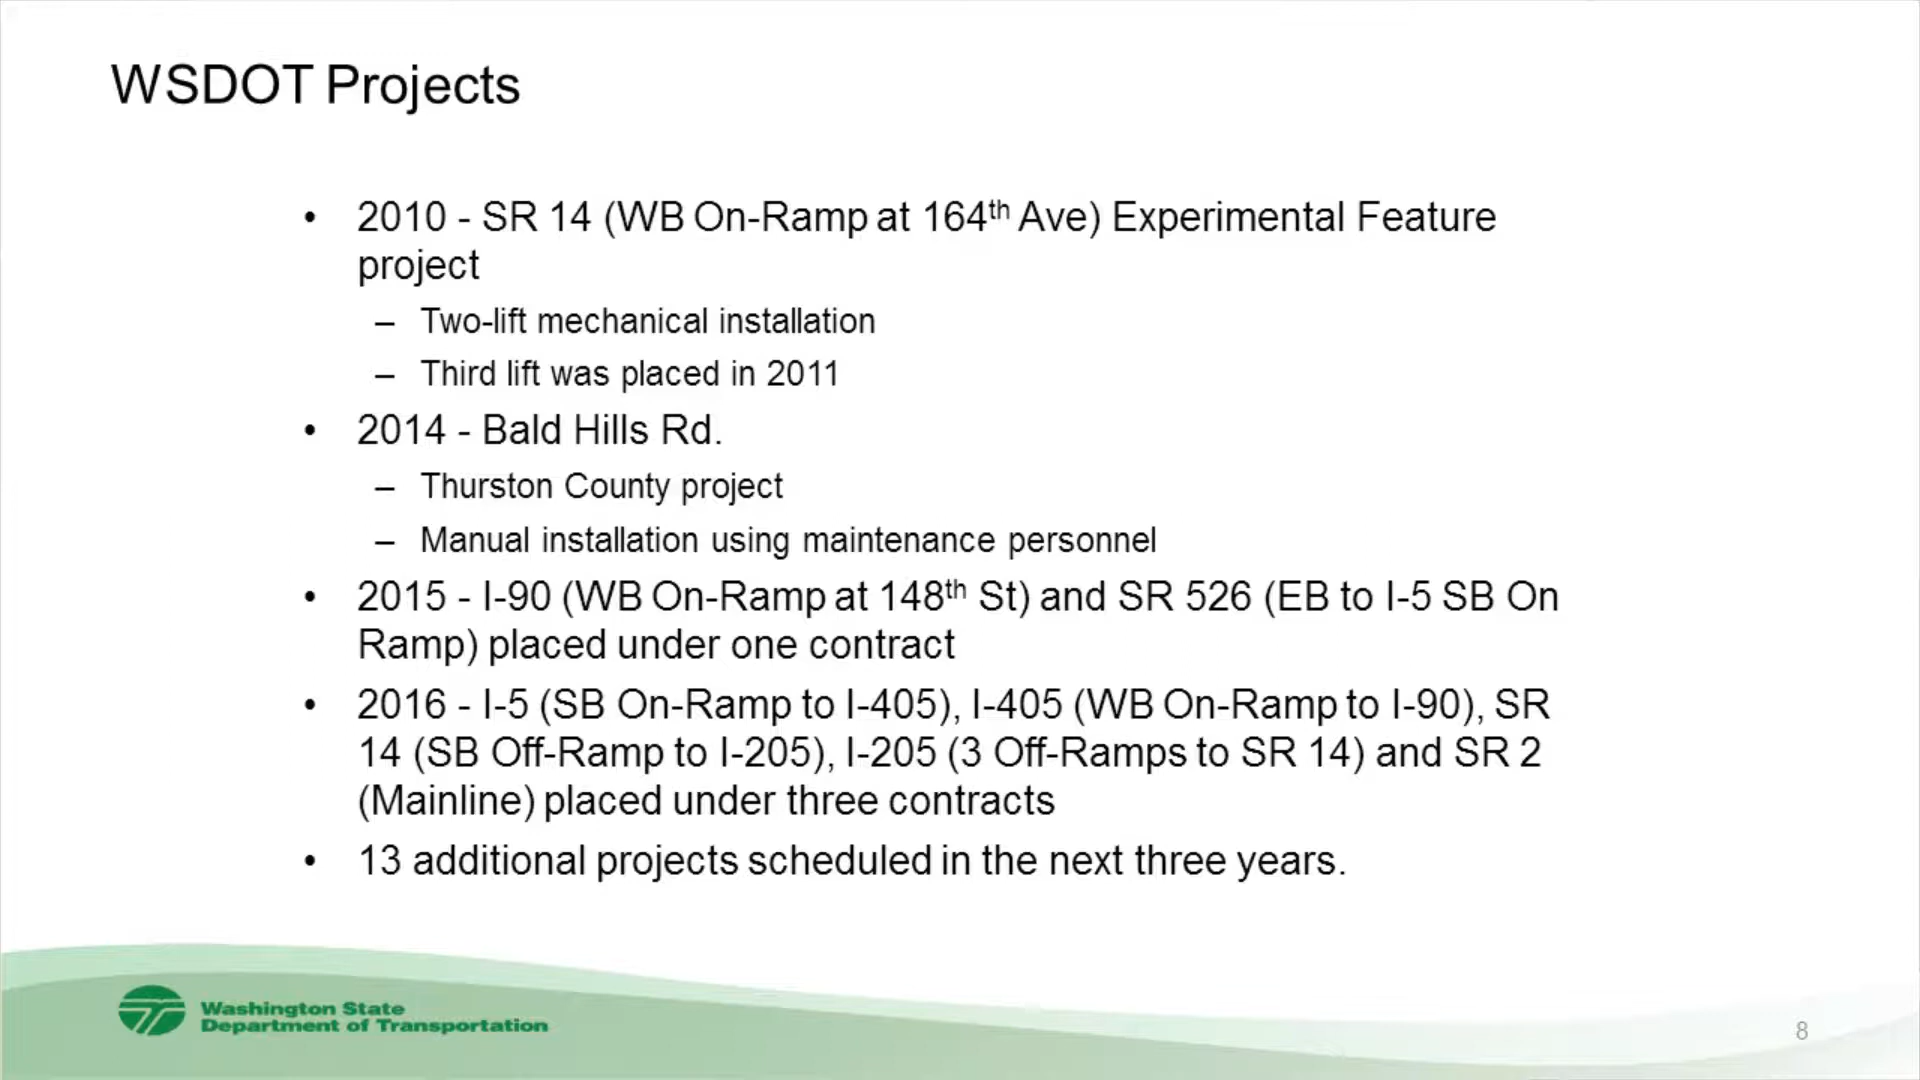 WSDOT Projects
• 2010 - SR 14 (WB On-Ramp at 164th Ave) Experimental Feature
project
– Two-lift mechanical installation
– Third lift was placed in 2011
• 2014 - Bald Hills Rd.
– Thurston County project
– Manual installation using maintenance personnel
• 2015 - I-90 (WB On-Ramp at 148th St) and SR 526 (EB to I-5 SB On
Ramp) placed under one contract
• 2016 - I-5 (SB On-Ramp to I-405), I-405 (WB On-Ramp to I-90), SR
14 (SB Off-Ramp to I-205), I-205 (3 Off-Ramps to SR 14) and SR 2
(Mainline) placed under three contracts
• 13 additional projects scheduled in the next three years.
Washington State
Department of Transportation
8